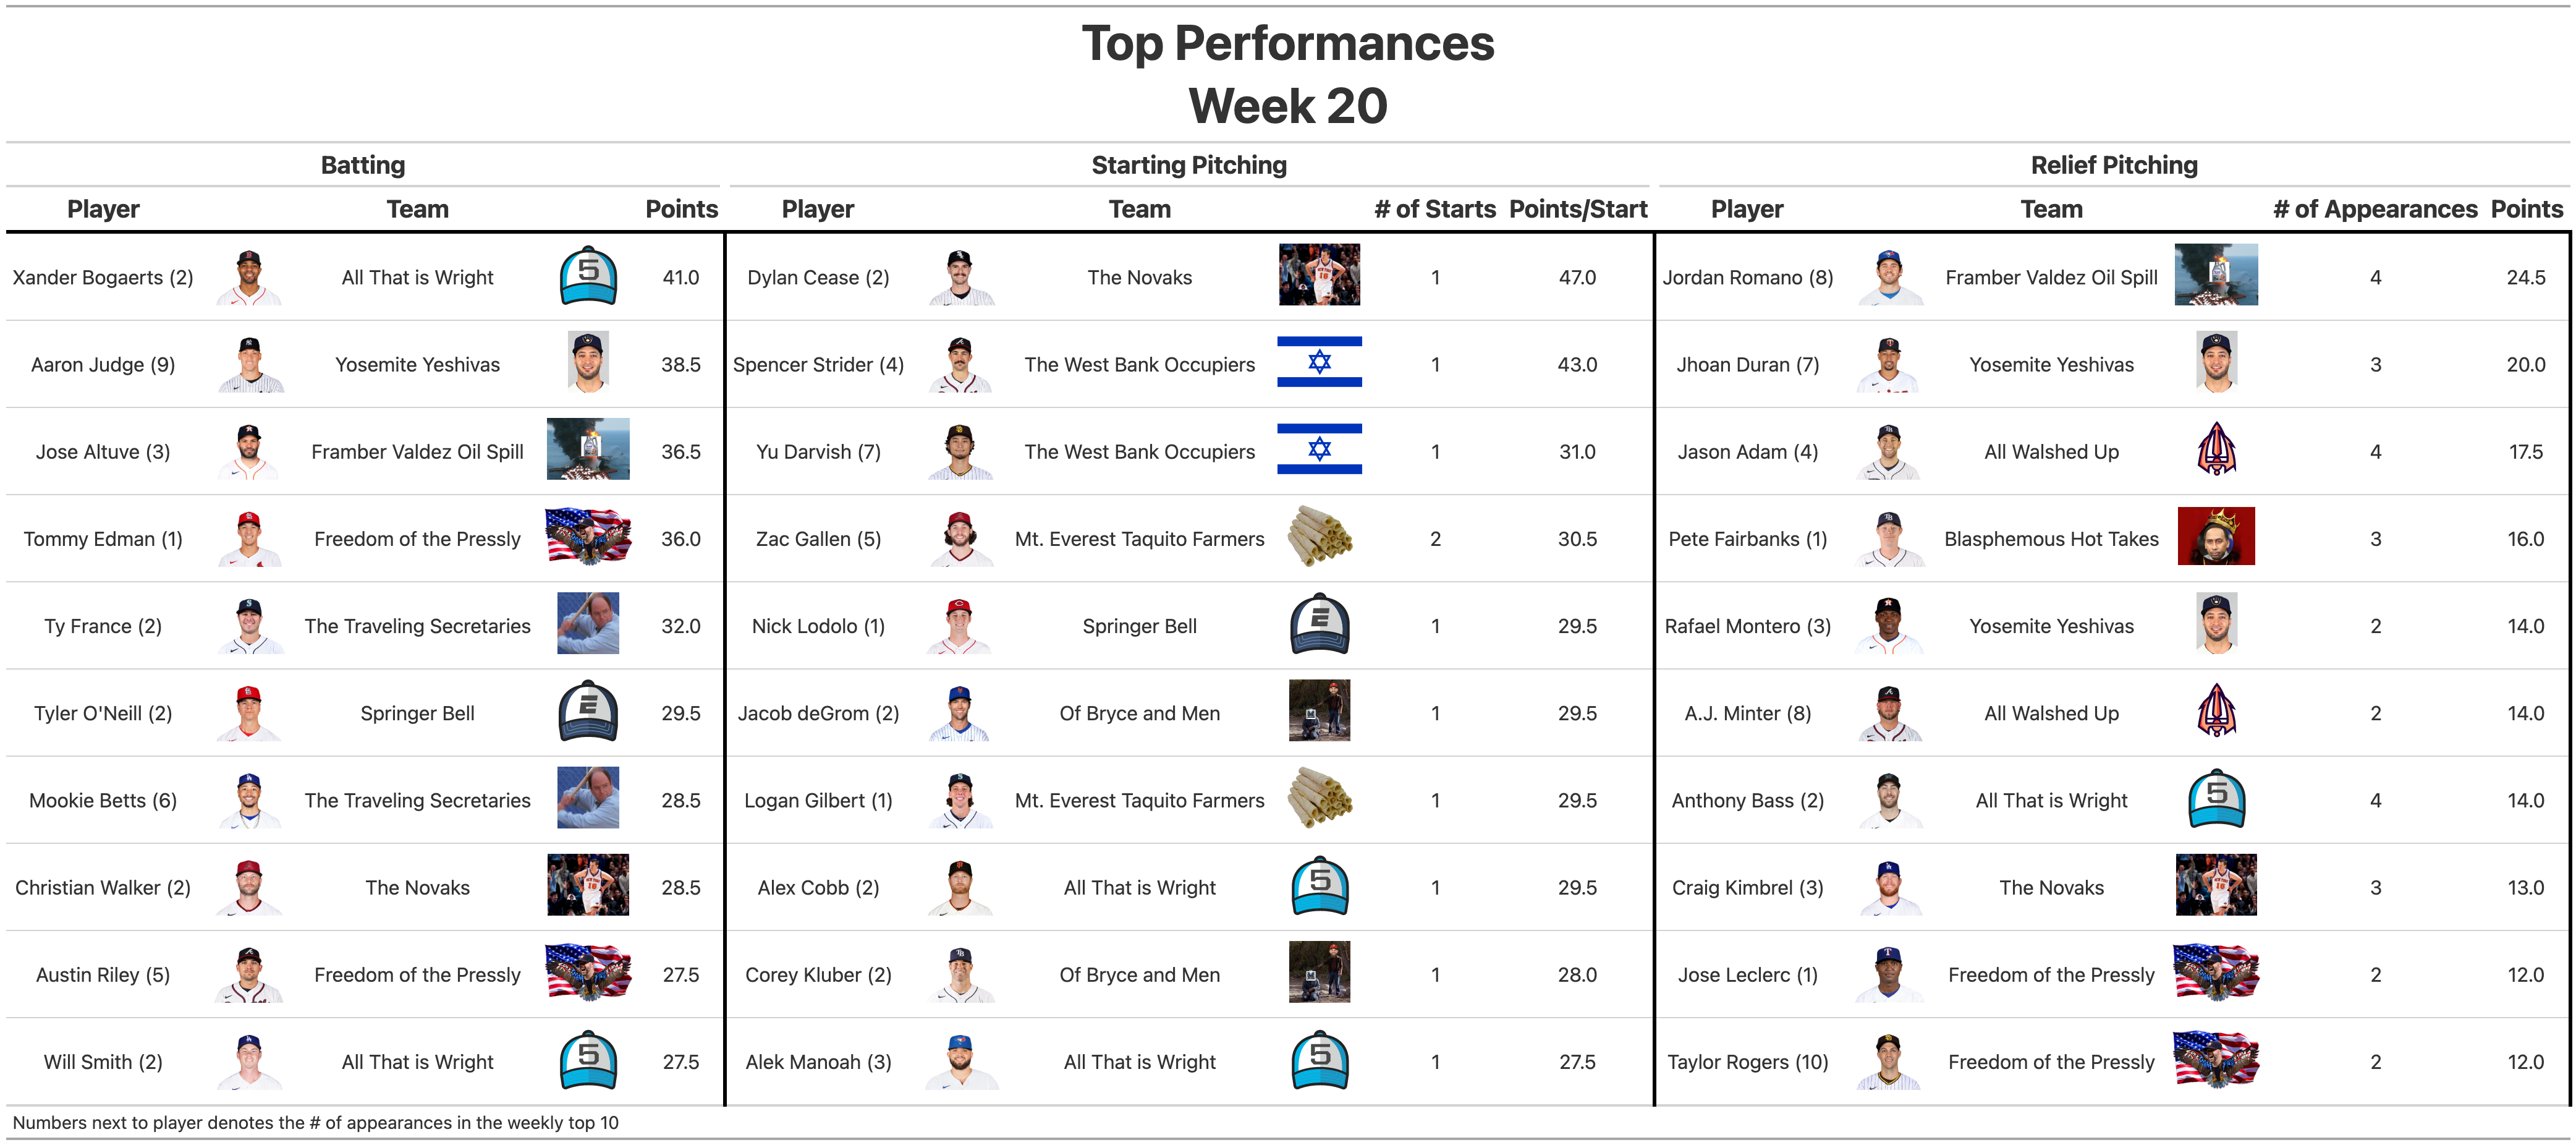 Top Performances
Week 20
Batting Starting Pitching Relief Pitching
Player Team Points Player Team # of Starts Points/Start Player Team # of Appearances Points
Xander Bogaerts (2) All That is Wright 5 41.0 Dylan Cease (2) The Novaks 1 47.0 Jordan Romano (8) Framber Valdez Oil Spill 4 24.5
Aaron Judge (9) Yosemite Yeshivas 38.5 Spencer Strider (4) The West Bank Occupiers 1 43.0 Jhoan Duran (7) Yosemite Yeshivas 3 20.0
Jose Altuve (3) Framber Valdez Oil Spill 36.5 Yu Darvish (7) The West Bank Occupiers 1 31.0 Jason Adam (4) All Walshed Up 4 17.5
Tommy Edman (1) Freedom of the Pressly 36.0 Zac Gallen (5) Mt. Everest Taquito Farmers 2 30.5 Pete Fairbanks (1) Blasphemous Hot Takes 3 16.0
Ty France (2) The Traveling Secretaries 32.0 Nick Lodolo (1) Springer Bell E 1 29.5 Rafael Montero (3) Yosemite Yeshivas 2 14.0
Tyler O'Neill (2) Springer Bell E 29.5 Jacob deGrom (2) Of Bryce and Men 1 29.5 A.J. Minter (8) All Walshed Up 2 14.0
Mookie Betts (6) The Traveling Secretaries 28.5 Logan Gilbert (1) Mt. Everest Taquito Farmers 1 29.5 Anthony Bass (2) All That is Wright 5 4 14.0
Christian Walker (2) The Novaks 28.5 Alex Cobb (2) All That is Wright 5 1 29.5 Craig Kimbrel (3) The Novaks 3 13.0
Austin Riley (5) Freedom of the Pressly 27.5 Corey Kluber (2) Of Bryce and Men 1 28.0 Jose Leclerc (1) Freedom of the Pressly 2 12.0
Will Smith (2) All That is Wright 5 27.5 Alek Manoah (3) All That is Wright 5 1 27.5 Taylor Rogers (10) Freedom of the Pressly 2 12.0
Numbers next to player denotes the # of appearances in the weekly top 10